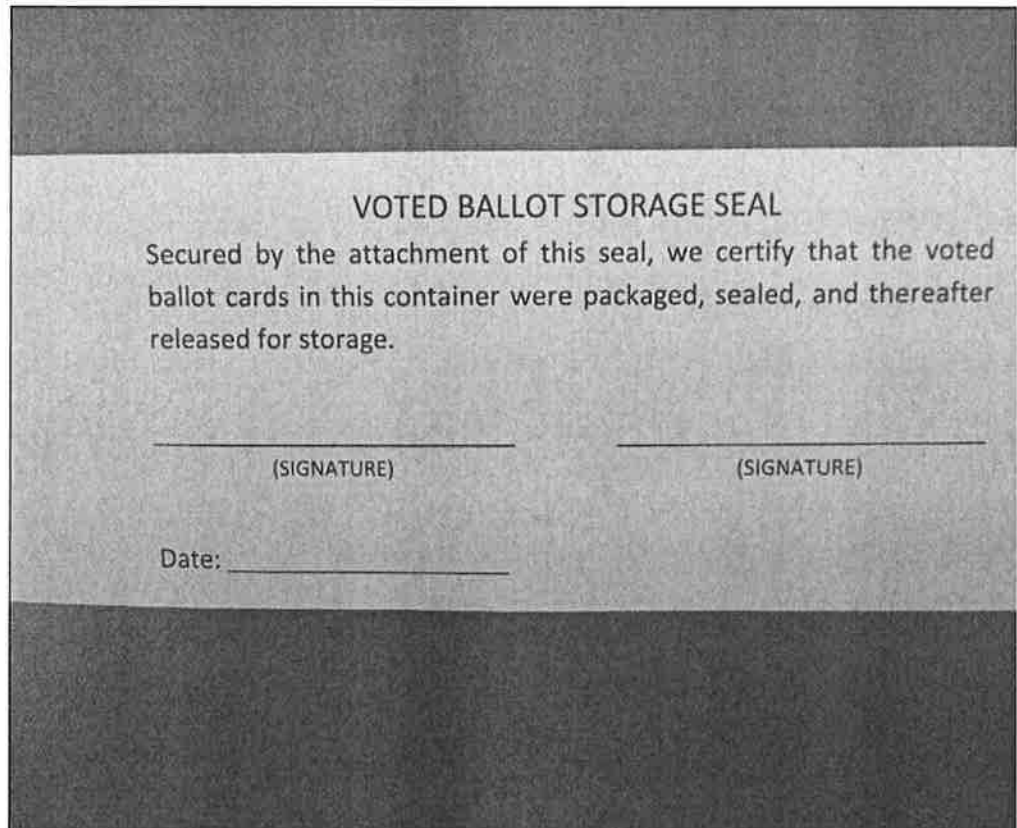 VOTED BALLOT STORAGE SEAL
Secured by the attachment of this seal, we certify that the voted
ballot cards in this container were packaged, sealed, and thereafter
released for storage.
(SIGNATURE) (SIGNATURE)
Date: